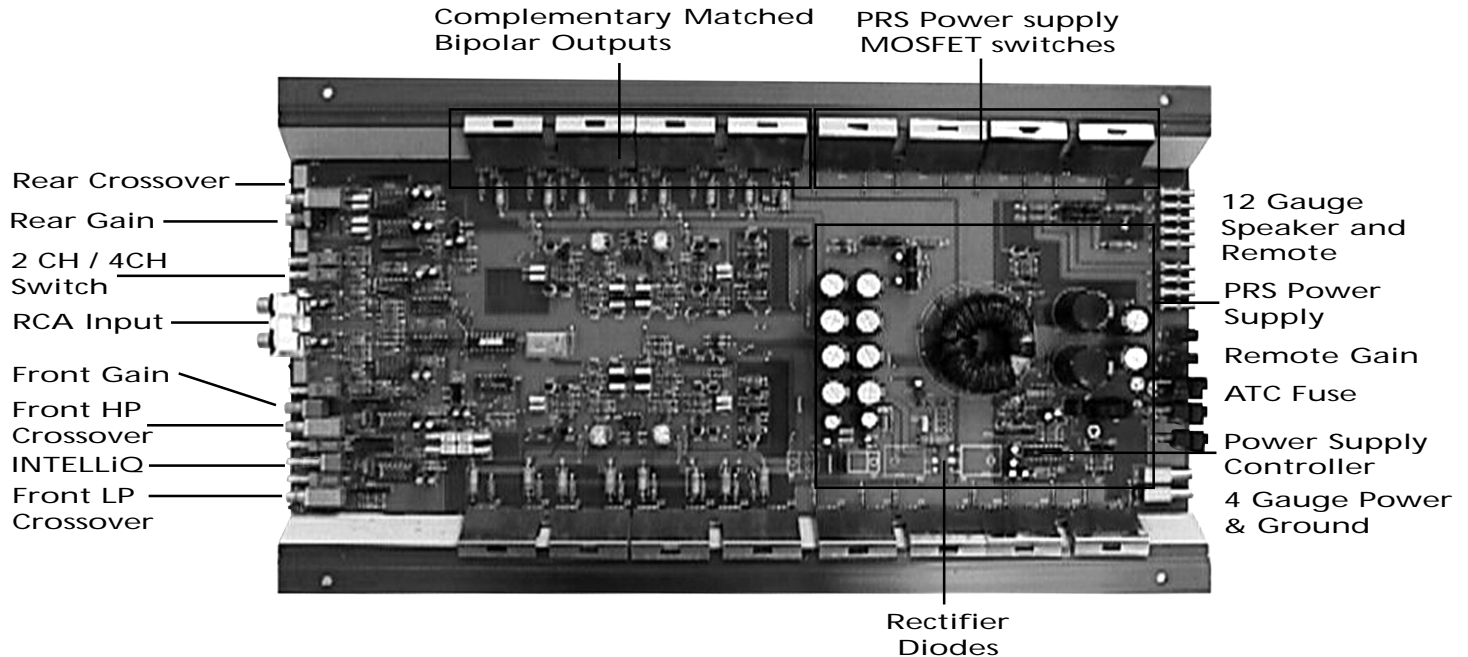 Complementary Matched
Bipolar Outputs
PRS Power supply
MOSFET switches
Rear Crossover
Rear Gain
2 CH / 4CH
Switch
RCA Input
Front Gain
Front HP
Crossover
INTELLiQ
Front LP
Crossover
12 Gauge
Speaker and
Remote
PRS Power
Supply
Remote Gain
ATC Fuse
Power Supply
Controller
4 Gauge Power
& Ground
Rectifier
Diodes